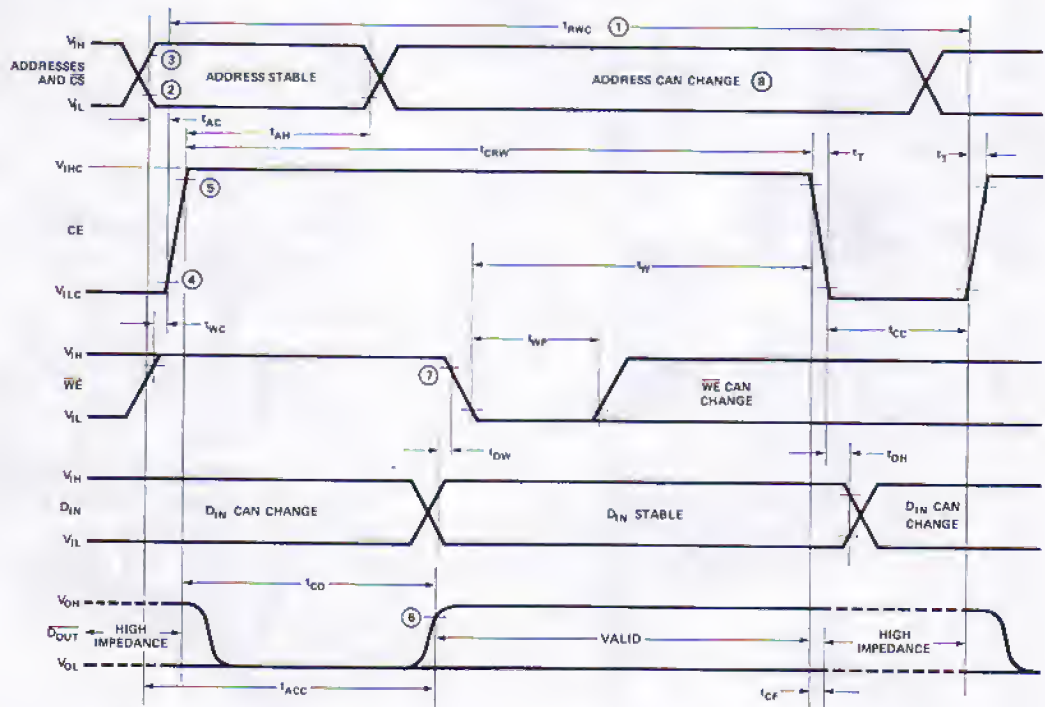 tRWC ①
VIH
ADDRESSES AND CS
③
ADDRESS STABLE
ADDRESS CAN CHANGE ⑧
②
VIL
tAC
tAH
tCRW
tT
tT
VIHC
⑤
CE
tW
④
VILC
tWC
tWP
tCC
VIH
WE
⑦
WE CAN CHANGE
VIL
tDW
tDH
VIH
DIN
DIN CAN CHANGE
DIN STABLE
DIN CAN CHANGE
VIL
tCO
VOH
⑥
DOUT
HIGH IMPEDANCE
VALID
HIGH IMPEDANCE
VOL
tACC
tCF